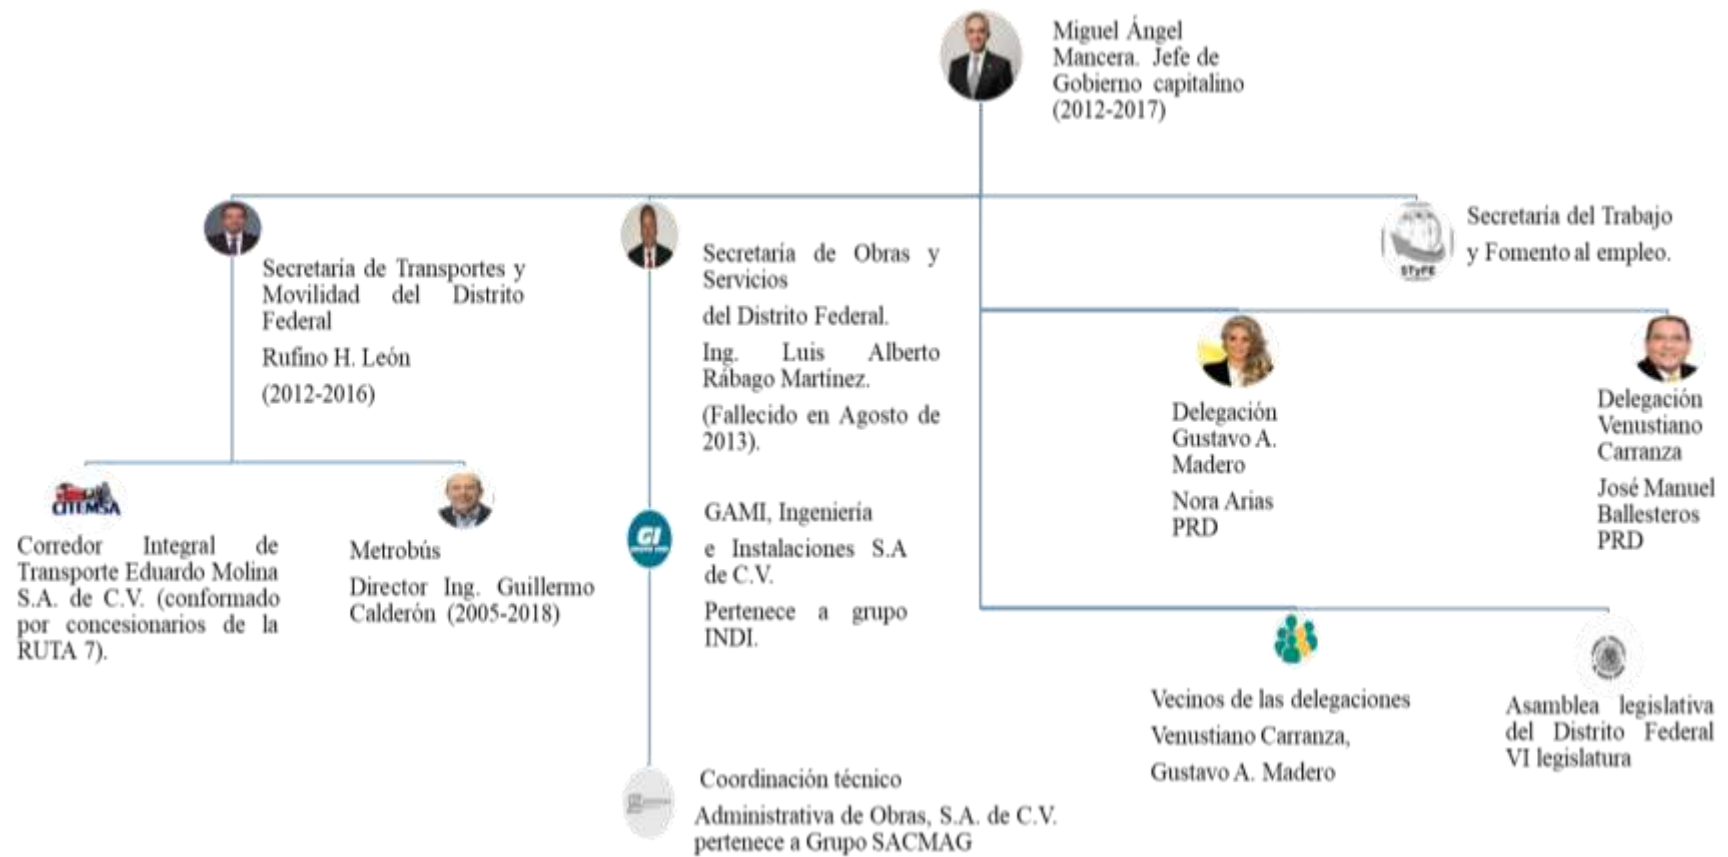 Miguel Ángel
Mancera. Jefe de
Gobierno capitalino
(2012-2017)
Secretaría de Transportes y
Movilidad del Distrito
Federal
Rufino H. León
(2012-2016)
Secretaría de Obras y
Servicios
del Distrito Federal.
Ing. Luis Alberto
Rábago Martínez.
(Fallecido en Agosto de
2013).
STyFE
Secretaría del Trabajo
y Fomento al empleo.
Delegación
Gustavo A.
Madero
Nora Arias
PRD
Delegación
Venustiano
Carranza
José Manuel
Ballesteros
PRD
CITEMSA
Corredor Integral de
Transporte Eduardo Molina
S.A. de C.V. (conformado
por concesionarios de la
RUTA 7).
Metrobús
Director Ing. Guillermo
Calderón (2005-2018)
GI
GAMI, Ingeniería
e Instalaciones S.A
de C.V.
Pertenece a grupo
INDI.
Coordinación técnico
Administrativa de Obras, S.A. de C.V.
pertenece a Grupo SACMAG
Vecinos de las delegaciones
Venustiano Carranza,
Gustavo A. Madero
Asamblea legislativa
del Distrito Federal
VI legislatura